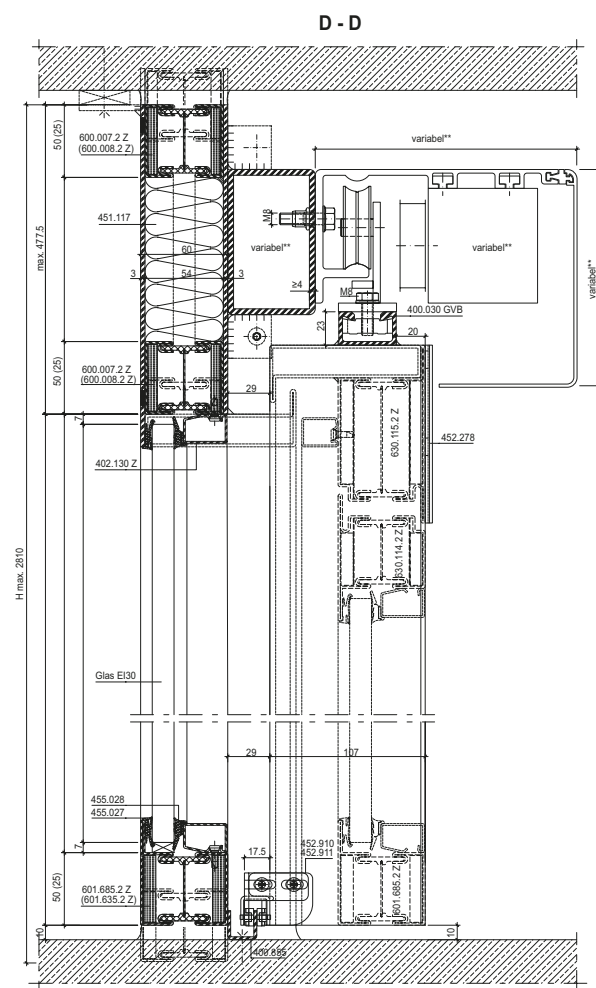 D - D
variabel**
50 (25)
600.007.2 Z
(600.008.2 Z)
451.117
max. 477.5
60
3
54
3
M8
variabel**
≥4
M8
variabel**
variabel**
400.030 GVB
23
20
50 (25)
600.007.2 Z
(600.008.2 Z)
29
7
402.130 Z
630.115.2 Z
452.278
630.114.2 Z
H max. 2810
Glas EI30
29
107
455.028
455.027
7
17.5
452.910
452.911
50 (25)
601.685.2 Z
(601.635.2 Z)
601.685.2 Z
10
10